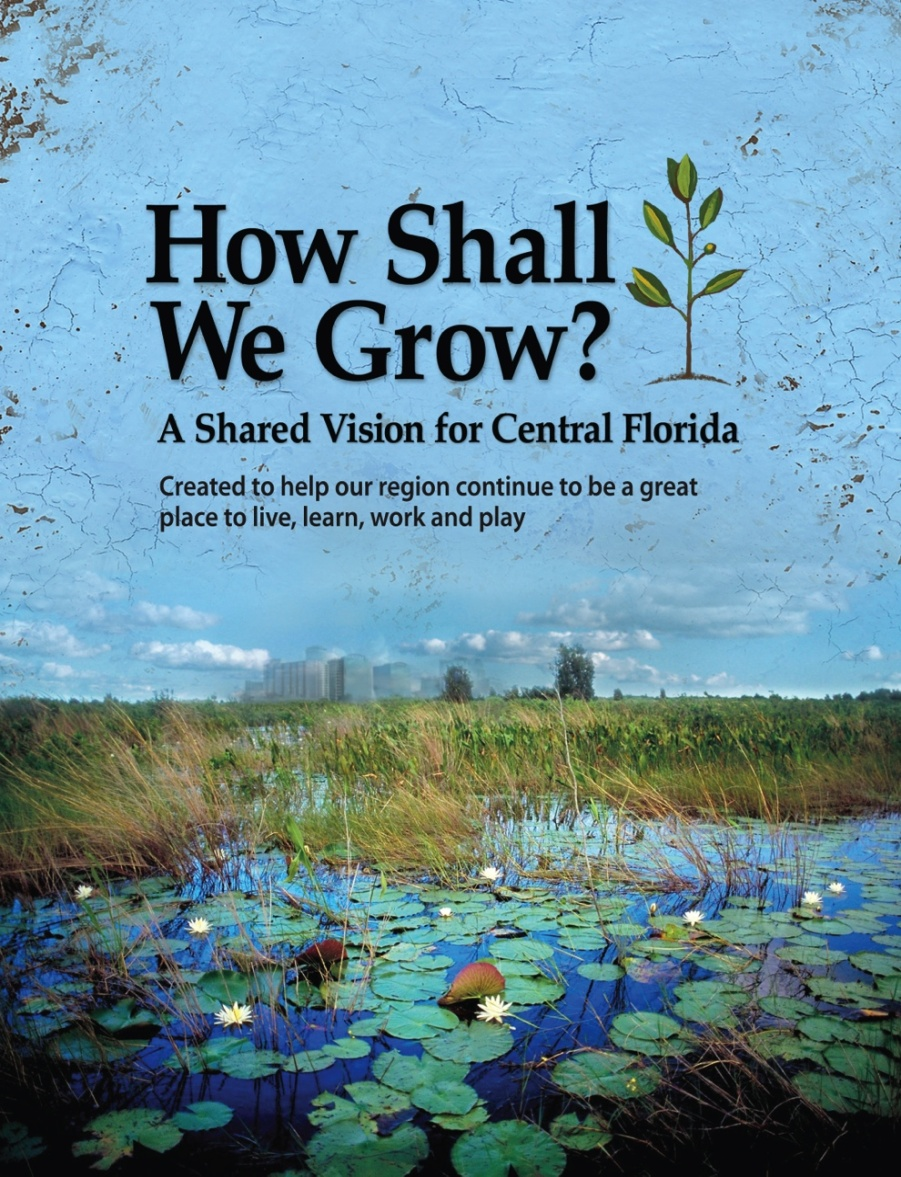 How Shall
We Grow?
A Shared Vision for Central Florida
Created to help our region continue to be a great
place to live, learn, work and play